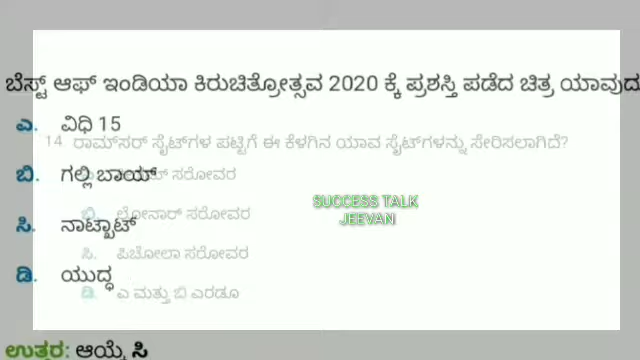 ಬೆಸ್ಟ್ ಆಫ್ ಇಂಡಿಯಾ ಕಿರುಚಿತ್ರೋತ್ಸವ 2020 ಕ್ಕೆ ಪ್ರಶಸ್ತಿ ಪಡೆದ ಚಿತ್ರ ಯಾವುದು
ಎ. ವಿಧಿ 15
14 ರಾಮ್‌ಸರ್ ಸೈಟ್‌ಗಳ ಪಟ್ಟಿಗೆ ಈ ಕೆಳಗಿನ ಯಾವ ಸೈಟ್‌ಗಳನ್ನು ಸೇರಿಸಲಾಗಿದೆ?
ಬಿ. ಗಲ್ಲಿ ಬಾಯ್
ಸರೋವರ
SUCCESS TALK
JEEVAN
ಬಿ. ಲೋನಾರ್ ಸರೋವರ
ಸಿ. ನಾಟ್ಖಾಟ್
ಸಿ. ಪಿಚೋಲಾ ಸರೋವರ
ಡಿ. ಯುದ್ಧ
ಡಿ. ಎ ಮತ್ತು ಬಿ ಎರಡೂ
ಉತ್ತರ: ಆಯ್ಕೆ ಸಿ